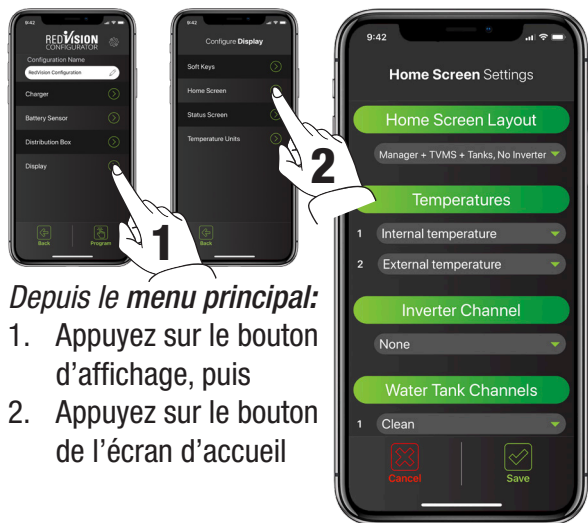 9:42
REDVISION
CONFIGURATOR
Configuration Name
RedVision Configuration
Charger
Battery Sensor
Distribution Box
Display
Back
Program
1
9:42
Configure Display
Soft Keys
Home Screen
Status Screen
Temperature Units
Back
2
Depuis le menu principal:
1. Appuyez sur le bouton
d’affichage, puis
2. Appuyez sur le bouton
de l’écran d’accueil
9:42
Home Screen Settings
Home Screen Layout
Manager + TVMS + Tanks, No Inverter
Temperatures
1 Internal temperature
2 External temperature
Inverter Channel
None
Water Tank Channels
1 Clean
Cancel
Save